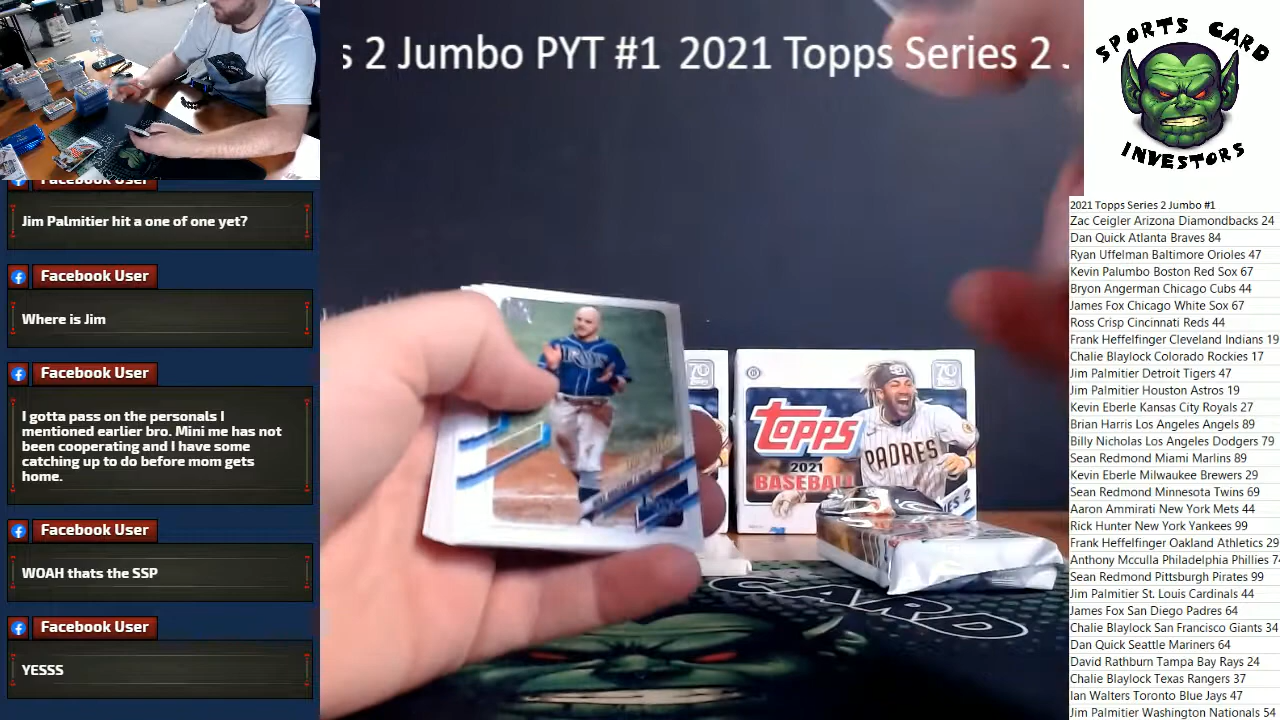 s 2 Jumbo PYT #1 2021 Topps Series 2 J
SPORTS CARD
INVESTORS
Facebook User
Jim Palmitier hit a one of one yet?
Facebook User
Where is Jim
Facebook User
I gotta pass on the personals I
mentioned earlier bro. Mini me has not
been cooperating and I have some
catching up to do before mom gets
home.
Facebook User
WOAH thats the SSP
Facebook User
YESSS
RAYS
70
TOPPS
2021
BASEBALL
PADRES
SD
70
CARD
2021 Topps Series 2 Jumbo #1
Zac Ceigler Arizona Diamondbacks 24
Dan Quick Atlanta Braves 84
Ryan Uffelman Baltimore Orioles 47
Kevin Palumbo Boston Red Sox 67
Bryon Angerman Chicago Cubs 44
James Fox Chicago White Sox 67
Ross Crisp Cincinnati Reds 44
Frank Heffelfinger Cleveland Indians 19
Chalie Blaylock Colorado Rockies 17
Jim Palmitier Detroit Tigers 47
Jim Palmitier Houston Astros 19
Kevin Eberle Kansas City Royals 27
Brian Harris Los Angeles Angels 89
Billy Nicholas Los Angeles Dodgers 79
Sean Redmond Miami Marlins 89
Kevin Eberle Milwaukee Brewers 29
Sean Redmond Minnesota Twins 69
Aaron Ammirati New York Mets 44
Rick Hunter New York Yankees 99
Frank Heffelfinger Oakland Athletics 29
Anthony Mcculla Philadelphia Phillies 74
Sean Redmond Pittsburgh Pirates 99
Jim Palmitier St. Louis Cardinals 44
James Fox San Diego Padres 64
Chalie Blaylock San Francisco Giants 34
Dan Quick Seattle Mariners 64
David Rathburn Tampa Bay Rays 24
Chalie Blaylock Texas Rangers 37
Ian Walters Toronto Blue Jays 47
Jim Palmitier Washington Nationals 54